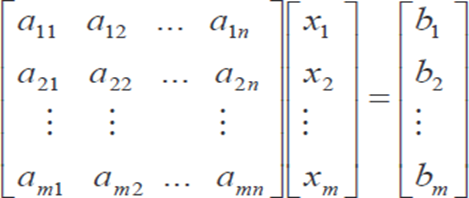 a11 a12 ... a1n x1 b1
a21 a22 ... a2n x2 = b2
⋮ ⋮ ⋮ ⋮ ⋮
am1 am2 ... amn xm bm